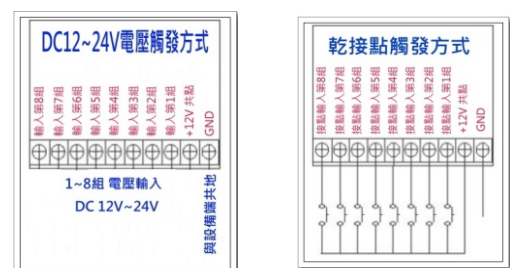 DC12~24V電壓觸發方式
輸入第8組
輸入第7組
輸入第6組
輸入第5組
輸入第4組
輸入第3組
輸入第2組
輸入第1組
+12V 共點
GND
1~8組 電壓輸入
DC 12V~24V
與設備端共地
乾接點觸發方式
接點輸入第8組
接點輸入第7組
接點輸入第6組
接點輸入第5組
接點輸入第4組
接點輸入第3組
接點輸入第2組
接點輸入第1組
+12V 共點
GND